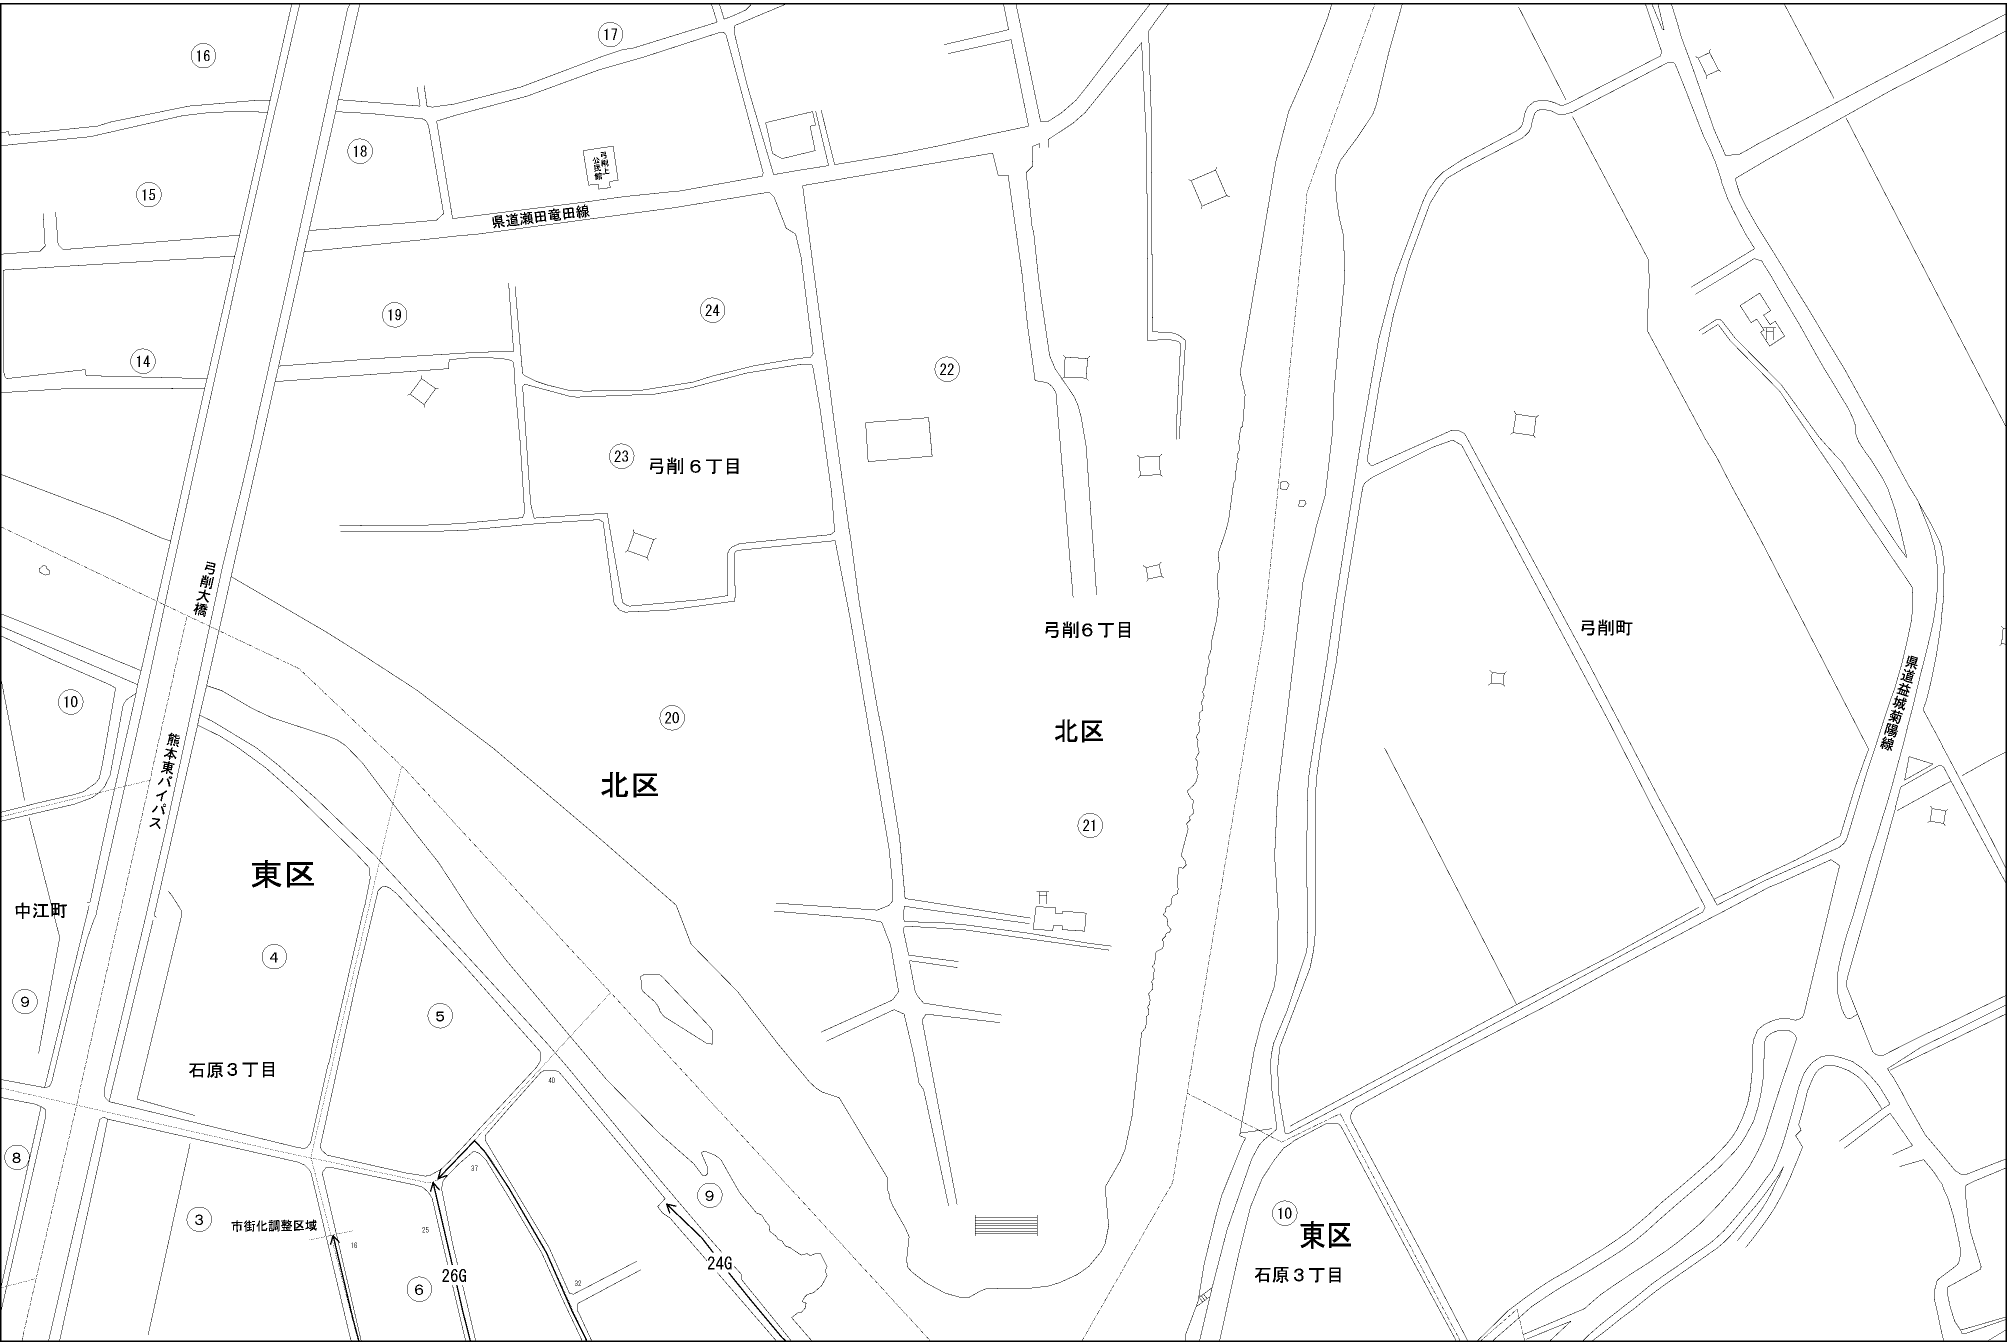 16
17
18
弓削上
公民館
15
県道瀬田竜田線
19
24
14
22
23
弓削６丁目
弓削大橋
弓削６丁目
弓削町
県道益城菊陽線
10
20
北区
熊本東バイパス
北区
21
東区
中江町
4
9
5
石原３丁目
40
8
37
9
3
市街化調整区域
25
16
10
東区
24G
26G
6
32
石原３丁目